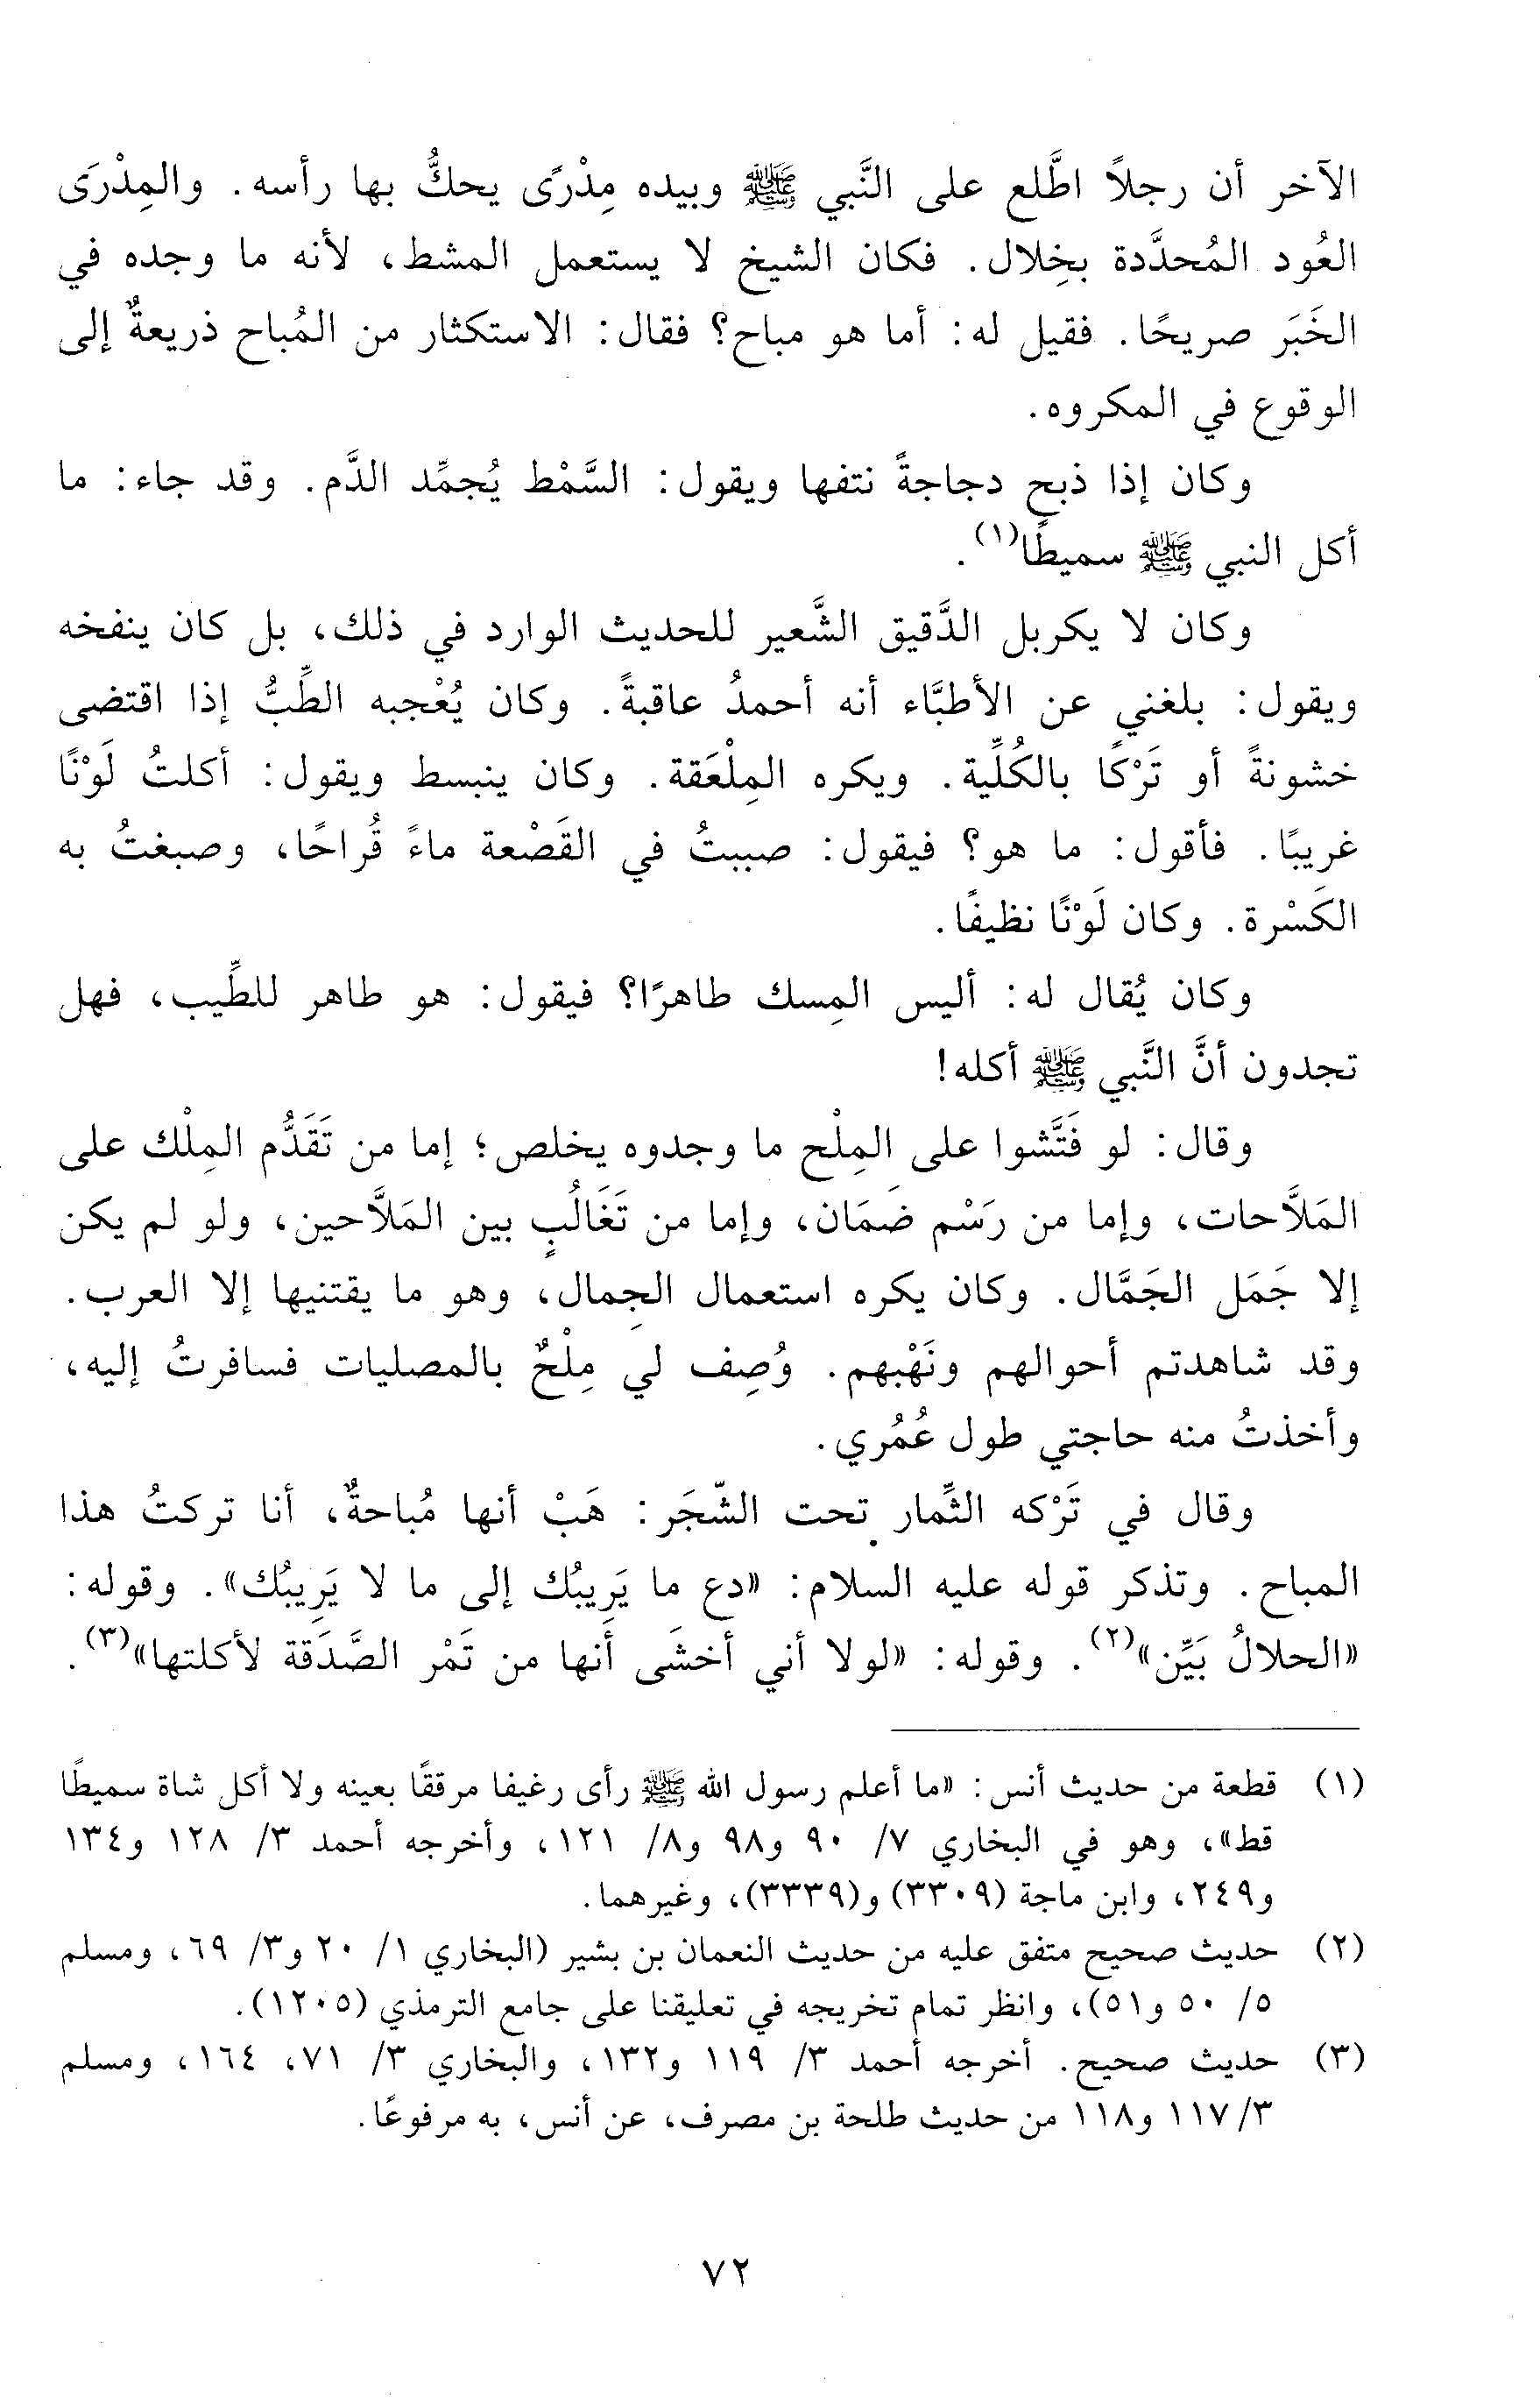 الآخر أن رجلاً اطَّلع على النَّبي ﷺ وبيده مِدْرًى يحكُّ بها رأسه. والمِدْرَى
العُود المُحدَّدة بخِلال. فكان الشيخ لا يستعمل المشط، لأنه ما وجده في
الخَبَر صريحًا. فقيل له: أما هو مباح؟ فقال: الاستكثار من المُباح ذريعةٌ إلى
الوقوع في المكروه.
وكان إذا ذبح دجاجةً نتفها ويقول: السَّمْط يُجمِّد الدَّم. وقد جاء: ما
أكل النبي ﷺ سميطًا(١).
وكان لا يكربل الدَّقيق الشَّعير للحديث الوارد في ذلك، بل كان ينفخه
ويقول: بلغني عن الأطبَّاء أنه أحمدُ عاقبةً. وكان يُعْجبه الطِّبُّ إذا اقتضى
خشونةً أو تَرْكًا بالكُلِّية. ويكره المِلْعَقة. وكان ينبسط ويقول: أكلتُ لَوْنًا
غريبًا. فأقول: ما هو؟ فيقول: صببتُ في القَصْعة ماءً قُراحًا، وصبغتُ به
الكَسْرة. وكان لَوْنًا نظيفًا.
وكان يُقال له: أليس المِسك طاهرًا؟ فيقول: هو طاهر للطِّيب، فهل
تجدون أنَّ النَّبي ﷺ أكله!
وقال: لو فَتَّشوا على المِلْح ما وجدوه يخلص؛ إما من تَقَدُّم المِلْك على
المَلَّاحات، وإما من رَسْم ضَمَان، وإما من تَغَالُبٍ بين المَلَّاحين، ولو لم يكن
إلا جَمَل الجَمَّال. وكان يكره استعمال الجِمال، وهو ما يقتنيها إلا العرب.
وقد شاهدتم أحوالهم ونَهْبهم. وُصِف لي مِلْحٌ بالمصليات فسافرتُ إليه،
وأخذتُ منه حاجتي طول عُمُري.
وقال في تَرْكه الثِّمار تحت الشّجَر: هَبْ أنها مُباحةٌ، أنا تركتُ هذا
المباح. وتذكر قوله عليه السلام: «دع ما يَرِيبُك إلى ما لا يَرِيبُك». وقوله:
«الحلالُ بَيِّن»(٢). وقوله: «لولا أني أخشَى أَنها من تَمْر الصَّدَقة لأكلتها»(٣).
(١) قطعة من حديث أنس: «ما أعلم رسول الله ﷺ رأى رغيفا مرققًا بعينه ولا أكل شاة سميطًا
قط»، وهو في البخاري ٧/ ٩٠ و٩٨ و٨/ ١٢١، وأخرجه أحمد ٣/ ١٢٨ و١٣٤
و٢٤٩، وابن ماجة (٣٣٠٩) و(٣٣٣٩)، وغيرهما.
(٢) حديث صحيح متفق عليه من حديث النعمان بن بشير (البخاري ١/ ٢٠ و٣/ ٦٩، ومسلم
٥/ ٥٠ و٥١)، وانظر تمام تخريجه في تعليقنا على جامع الترمذي (١٢٠٥).
(٣) حديث صحيح. أخرجه أحمد ٣/ ١١٩ و١٣٢، والبخاري ٣/ ٧١، ١٦٤، ومسلم
٣/ ١١٧ و١١٨ من حديث طلحة بن مصرف، عن أنس، به مرفوعًا.
٧٢